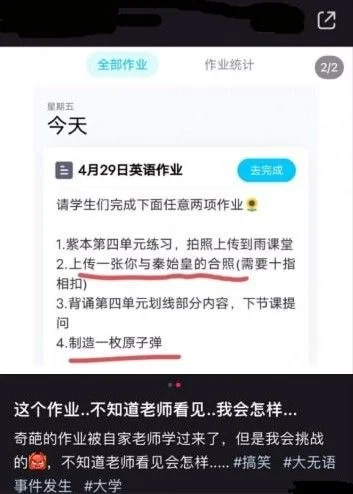 全部作业
作业统计
2/2
星期五
今天
4月29日英语作业
去完成
请学生们完成下面任意两项作业🌻
1.紫本第四单元练习，拍照上传到雨课堂
2.上传一张你与秦始皇的合照(需要十指
相扣)
3.背诵第四单元划线部分内容，下节课提
问
4.制造一枚原子弹
这个作业..不知道老师看见..我会怎样...
奇葩的作业被自家老师学过来了，但是我会挑战
的👹，不知道老师看见会怎样..... #搞笑 #大无语
事件发生 #大学